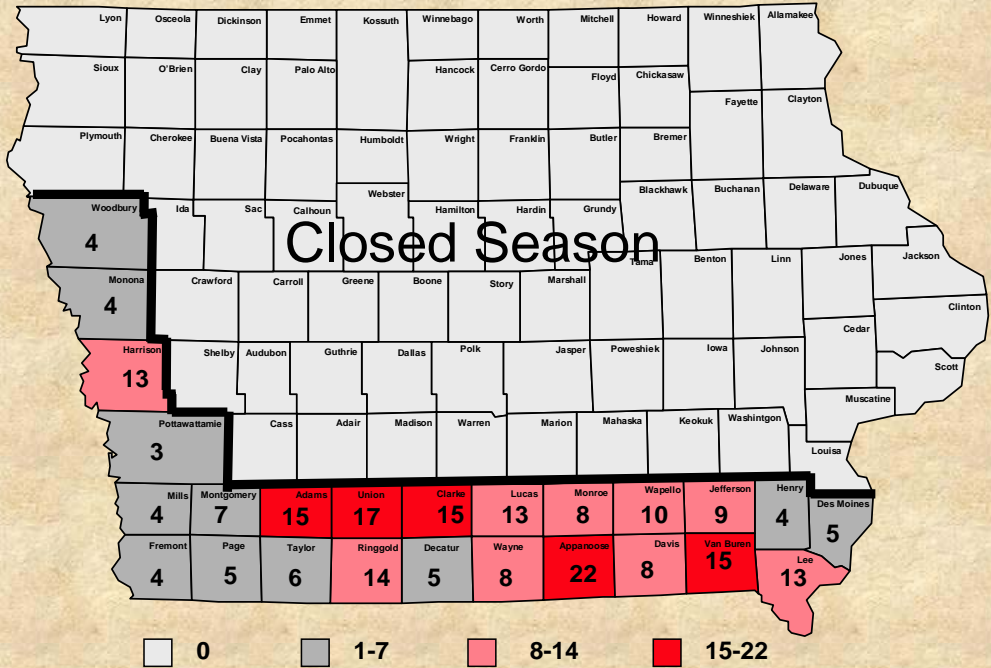 Lyon Osceola Dickinson Emmet Kossuth Winnebago Worth Mitchell Howard Winneshiek Allamakee
Sioux O'Brien Clay Palo Alto Hancock Cerro Gordo Floyd Chickasaw
Fayette Clayton
Plymouth Cherokee Buena Vista Pocahontas Humboldt Wright Franklin Butler Bremer
Webster Blackhawk Buchanan Delaware Dubuque
Woodbury Ida Sac Calhoun Hamilton Hardin Grundy
4
Closed Season
Tama Benton Linn Jones Jackson
Monona Crawford Carroll Greene Boone Story Marshall
4
Clinton
Cedar
Harrison Shelby Audubon Guthrie Dallas Polk Jasper Poweshiek Iowa Johnson
13
Scott
Muscatine
Pottawattamie Cass Adair Madison Warren Marion Mahaska Keokuk Washintgon
3
Louisa
Mills Montgomery Adams Union Clarke Lucas Monroe Wapello Jefferson Henry
Des Moines
4 7 15 17 15 13 8 10 9 4
5
Fremont Page Taylor Ringgold Decatur Wayne Appanoose Davis Van Buren
Lee
4 5 6 14 5 8 22 8 15
13
0 1-7 8-14 15-22